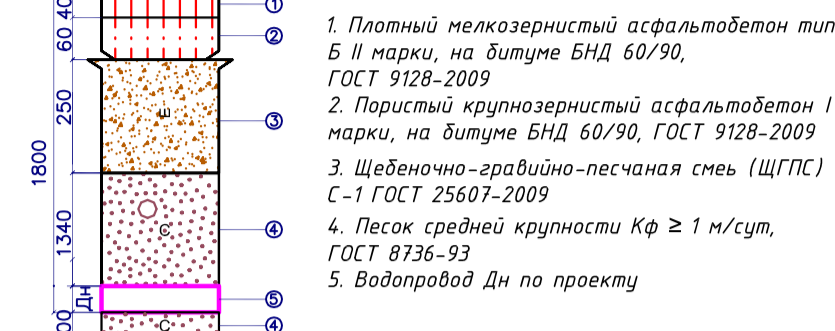 40
1
60
2
250
Е
3
1800
1340
С
4
Дн
5
00
С
4
1. Плотный мелкозернистый асфальтобетон тип
Б II марки, на битуме БНД 60/90,
ГОСТ 9128-2009
2. Пористый крупнозернистый асфальтобетон I
марки, на битуме БНД 60/90, ГОСТ 9128-2009
3. Щебеночно-гравийно-песчаная смеь (ЩГПС)
С-1 ГОСТ 25607-2009
4. Песок средней крупности Кф ≥ 1 м/сут,
ГОСТ 8736-93
5. Водопровод Дн по проекту